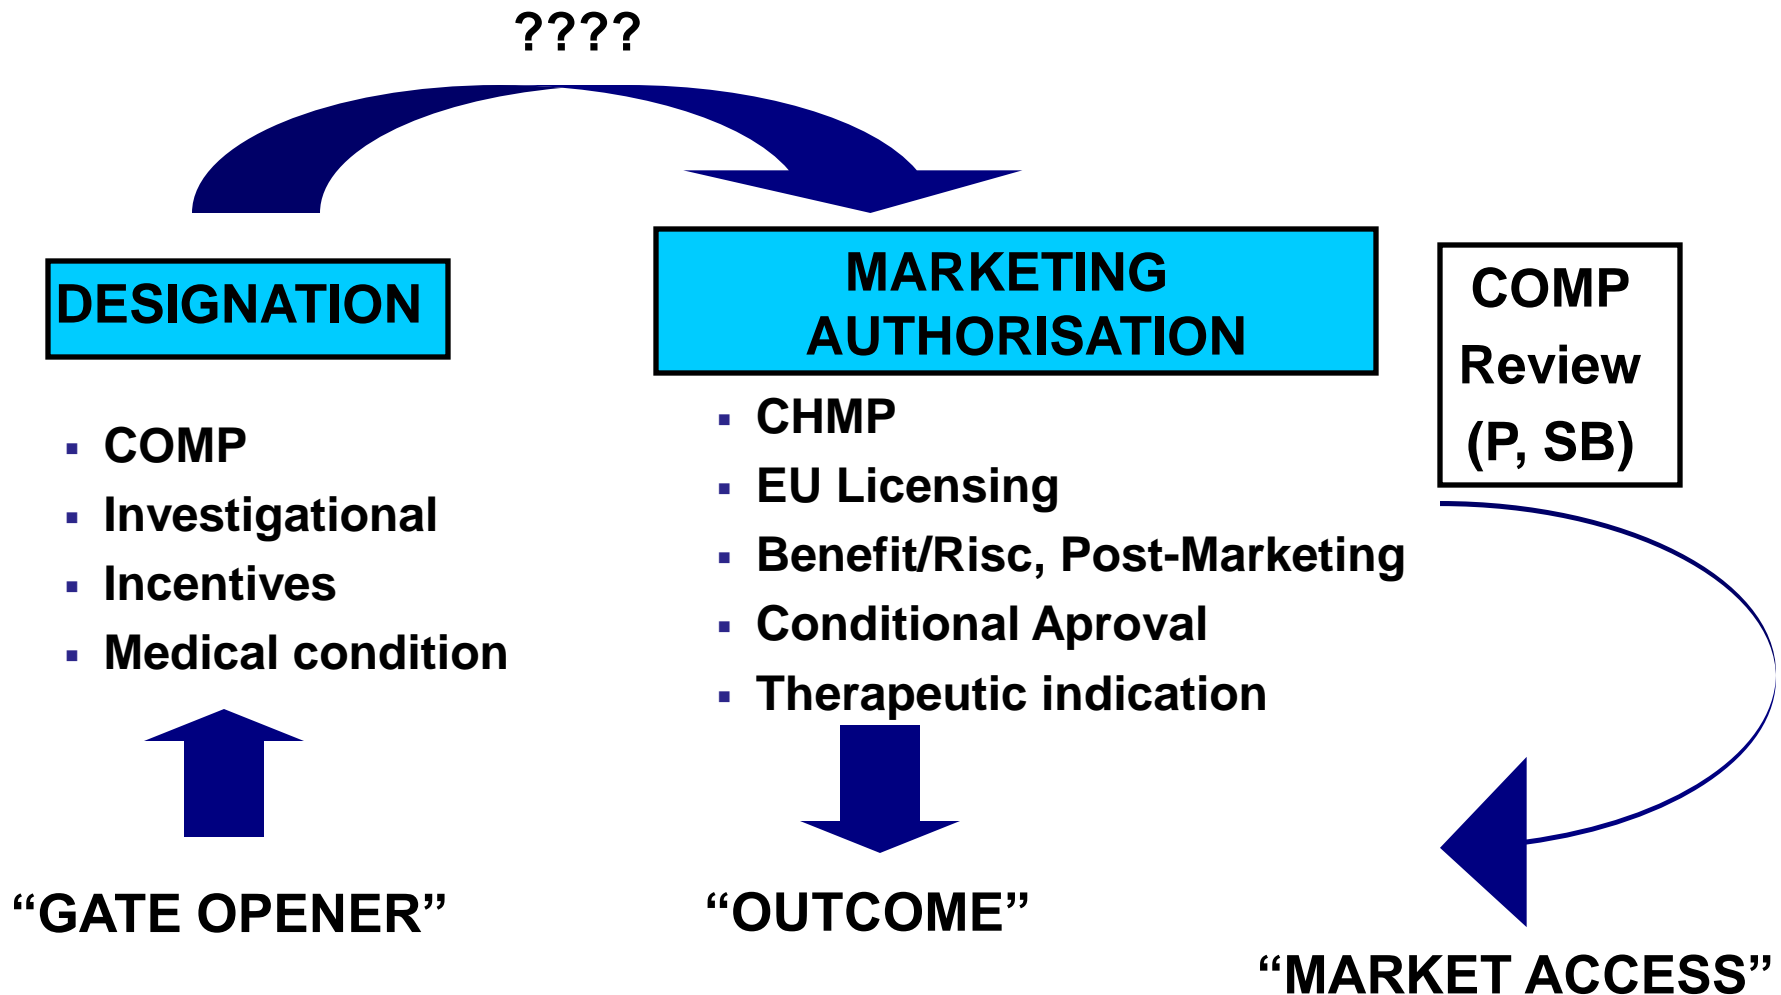 ????
DESIGNATION
▪ COMP
▪ Investigational
▪ Incentives
▪ Medical condition
“GATE OPENER”
MARKETING
AUTHORISATION
▪ CHMP
▪ EU Licensing
▪ Benefit/Risc, Post-Marketing
▪ Conditional Aproval
▪ Therapeutic indication
“OUTCOME”
COMP
Review
(P, SB)
“MARKET ACCESS”